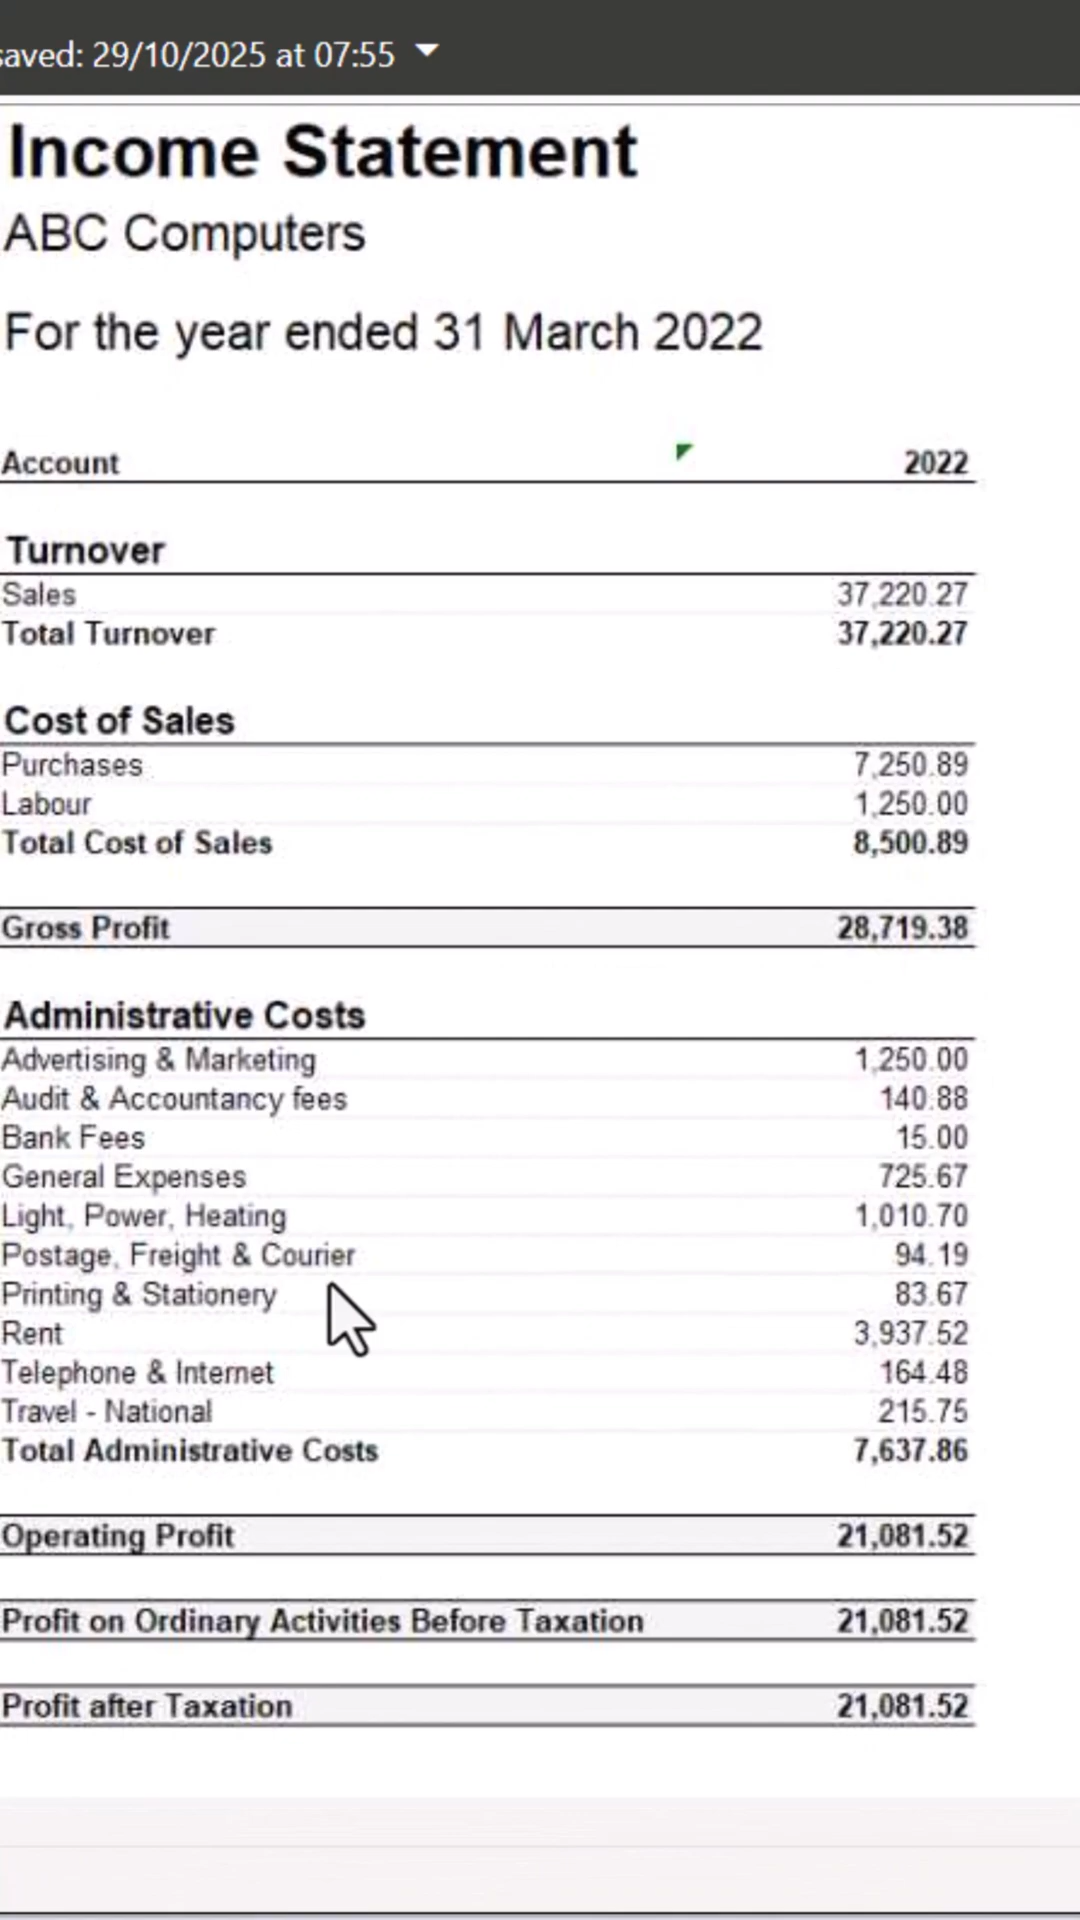 saved: 29/10/2025 at 07:55
Income Statement
ABC Computers
For the year ended 31 March 2022
Account 2022
Turnover
Sales 37,220.27
Total Turnover 37,220.27
Cost of Sales
Purchases 7,250.89
Labour 1,250.00
Total Cost of Sales 8,500.89
Gross Profit 28,719.38
Administrative Costs
Advertising & Marketing 1,250.00
Audit & Accountancy fees 140.88
Bank Fees 15.00
General Expenses 725.67
Light, Power, Heating 1,010.70
Postage, Freight & Courier 94.19
Printing & Stationery 83.67
Rent 3,937.52
Telephone & Internet 164.48
Travel - National 215.75
Total Administrative Costs 7,637.86
Operating Profit 21,081.52
Profit on Ordinary Activities Before Taxation 21,081.52
Profit after Taxation 21,081.52